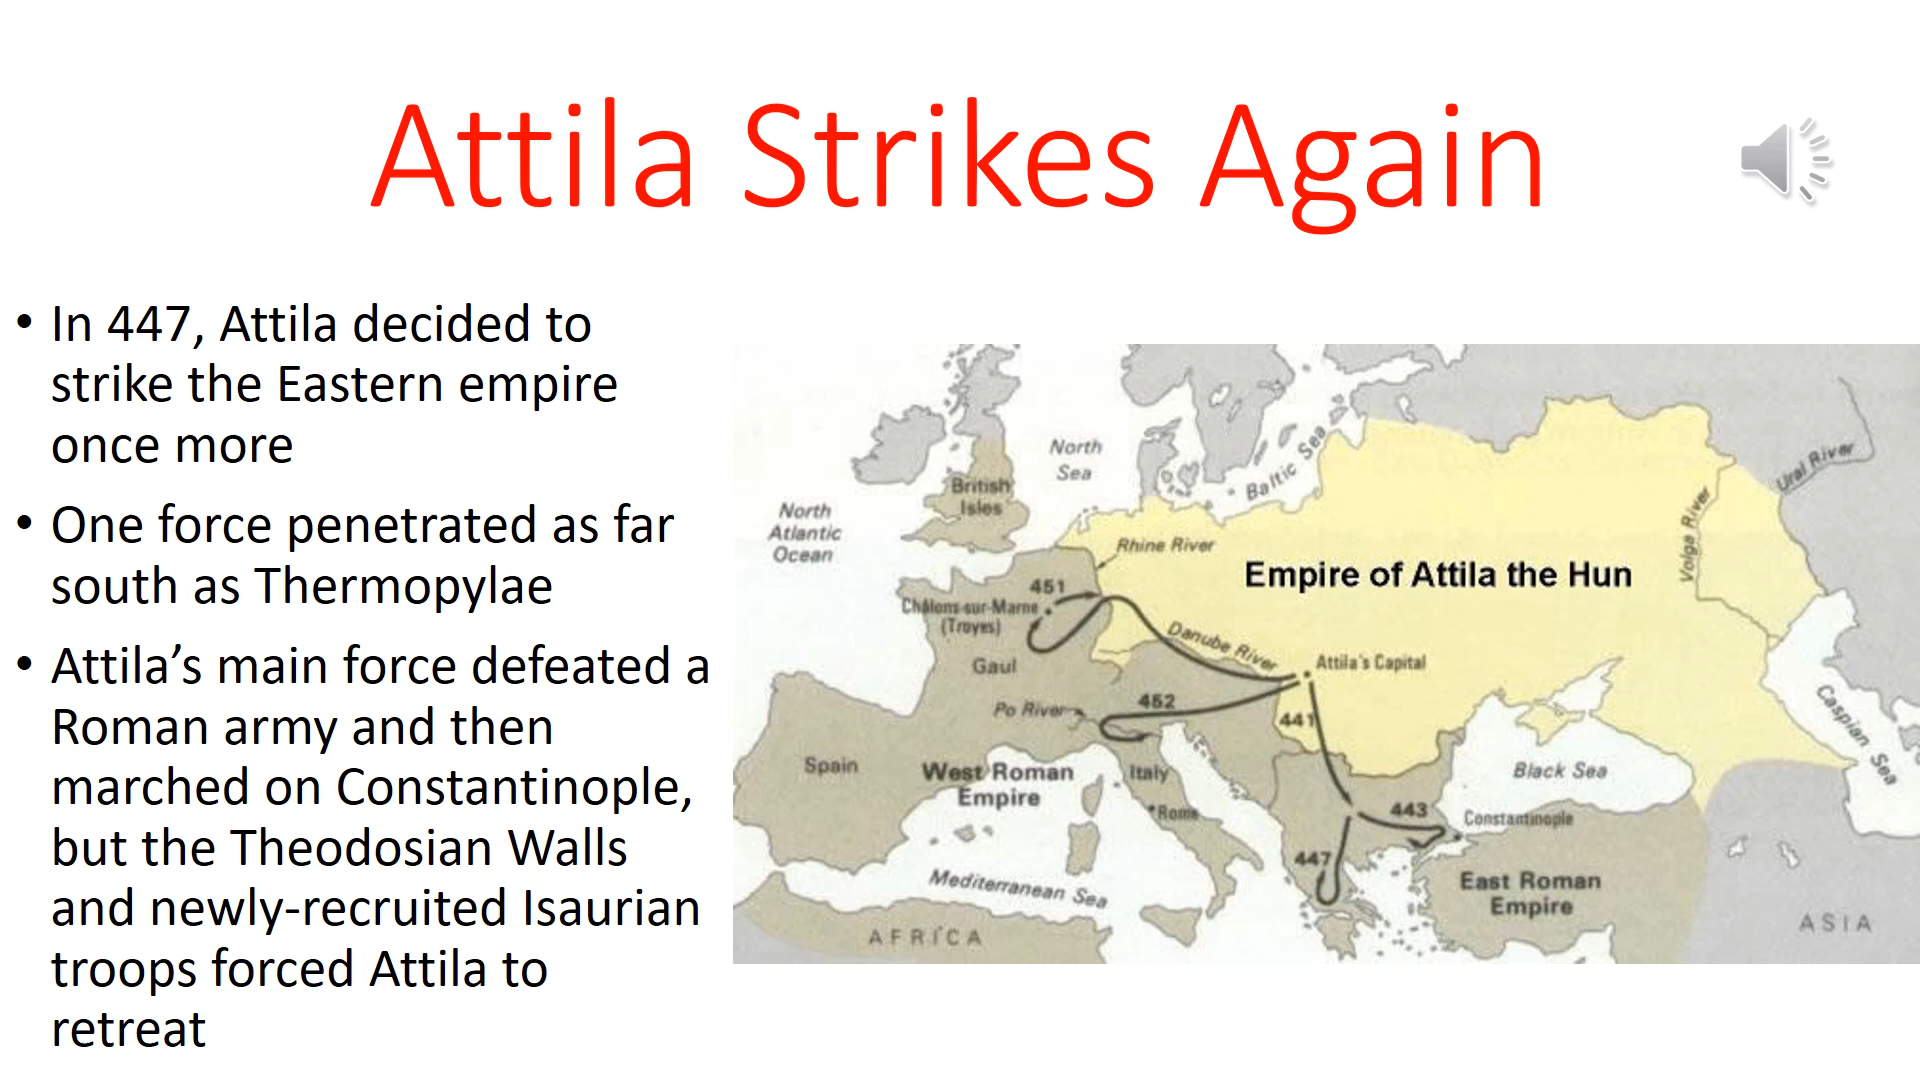 Attila Strikes Again
• In 447, Attila decided to
strike the Eastern empire
once more
• One force penetrated as far
south as Thermopylae
• Attila’s main force defeated a
Roman army and then
marched on Constantinople,
but the Theodosian Walls
and newly-recruited Isaurian
troops forced Attila to
retreat
North
Sea
Baltic Sea
Ural River
British
Isles
North
Atlantic
Ocean
Volga River
Rhine River
Empire of Attila the Hun
451
Châlons-sur-Marne
(Troyes)
Danube River
Gaul
Attila's Capital
452
Po River
441
Caspian Sea
Spain
West Roman
Empire
Italy
Black Sea
Rome
443
Constantinople
447
Mediterranean Sea
East Roman
Empire
AFRICA
ASIA